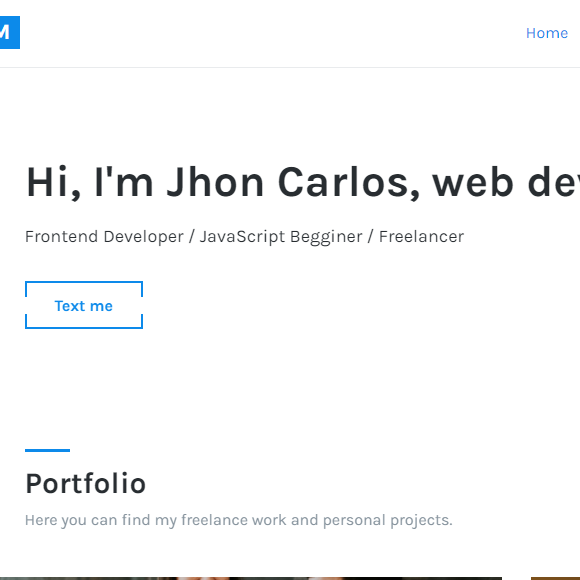 M
Home
Hi, I'm Jhon Carlos, web dev
Frontend Developer / JavaScript Begginer / Freelancer
Text me
Portfolio
Here you can find my freelance work and personal projects.